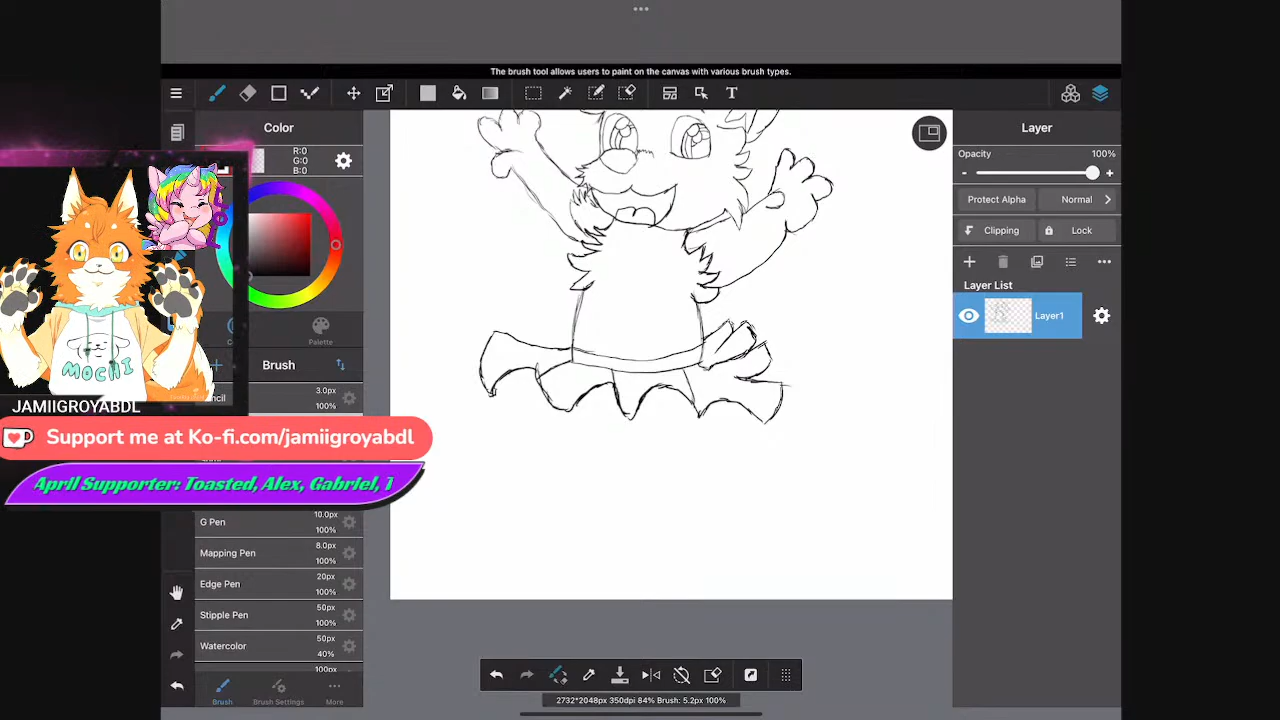 The brush tool allows users to paint on the canvas with various brush types.
T
Color
R:0
G:0
B:0
Palette
Brush
3.0px
100%
MOCHI
JAMIIGROYABDL
Support me at Ko-fi.com/jamiigroyabdl
April Supporter: Toasted, Alex, Gabriel, T
G Pen
10.0px
100%
Mapping Pen
8.0px
100%
Edge Pen
20px
100%
Stipple Pen
50px
100%
Watercolor
50px
40%
100px
Brush
Brush Settings
More
Layer
Opacity
100%
-
+
Protect Alpha
Normal
Clipping
Lock
Layer List
Layer1
2732*2048px 350dpi 84% Brush: 5.2px 100%